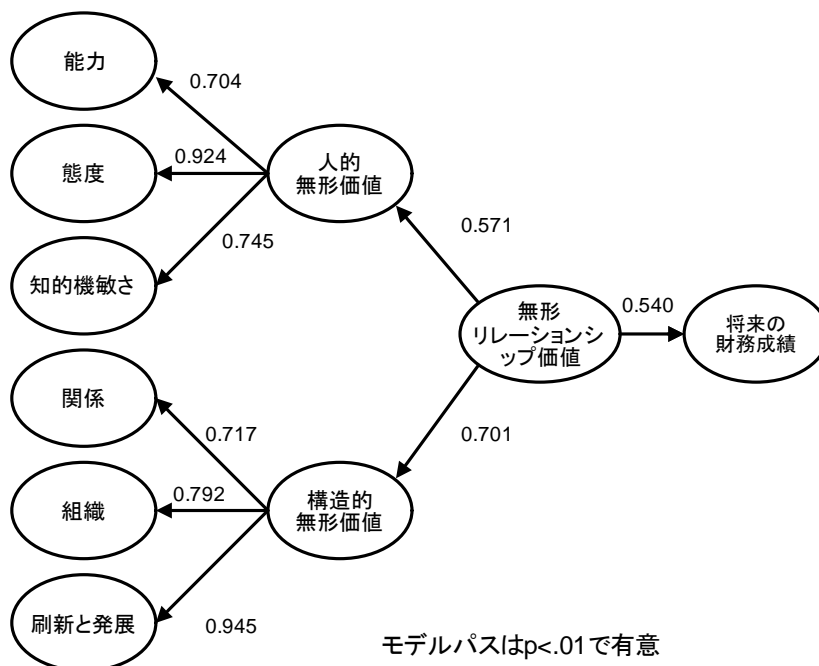 能力
0.704
態度
0.924
人的
無形価値
0.745
知的機敏さ
0.571
無形
リレーションシ
ップ価値
0.540
将来の
財務成績
関係
0.717
0.701
組織
0.792
構造的
無形価値
刷新と発展
0.945
モデルパスはp<.01で有意